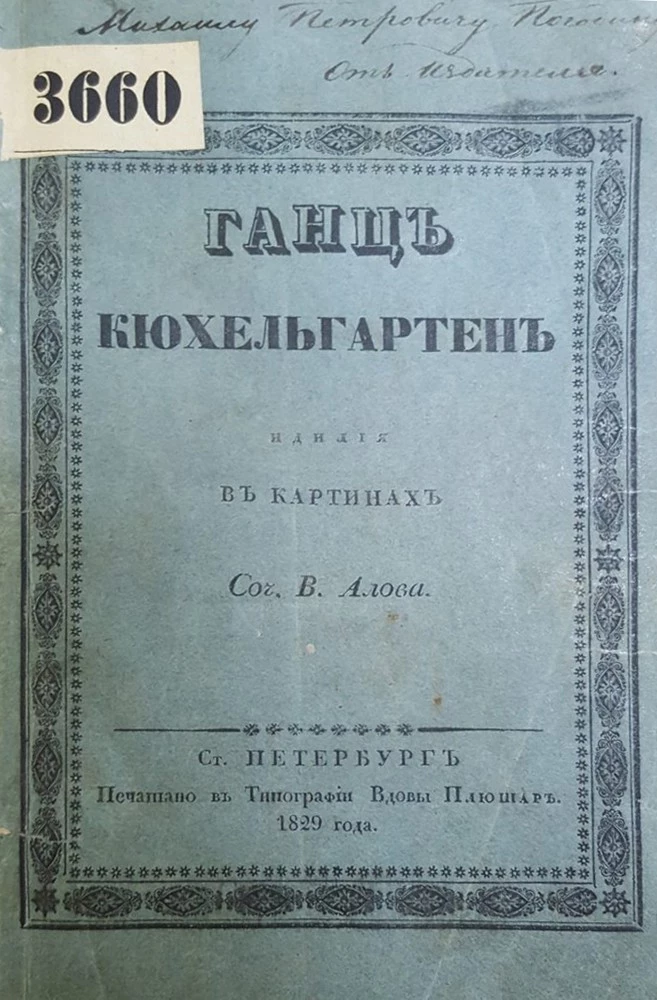 Михаилу Петровичу Погодину
Отъ Издателя.
3660
ГАНЦЪ
КЮХЕЛЬГАРТЕНЪ
ИДИЛІЯ
ВЪ КАРТИНАХЪ
Соч. В. Алова.
Ст. ПЕТЕРБУРГЪ
Печатано въ Типографіи Вдовы Плюшаръ.
1829 года.